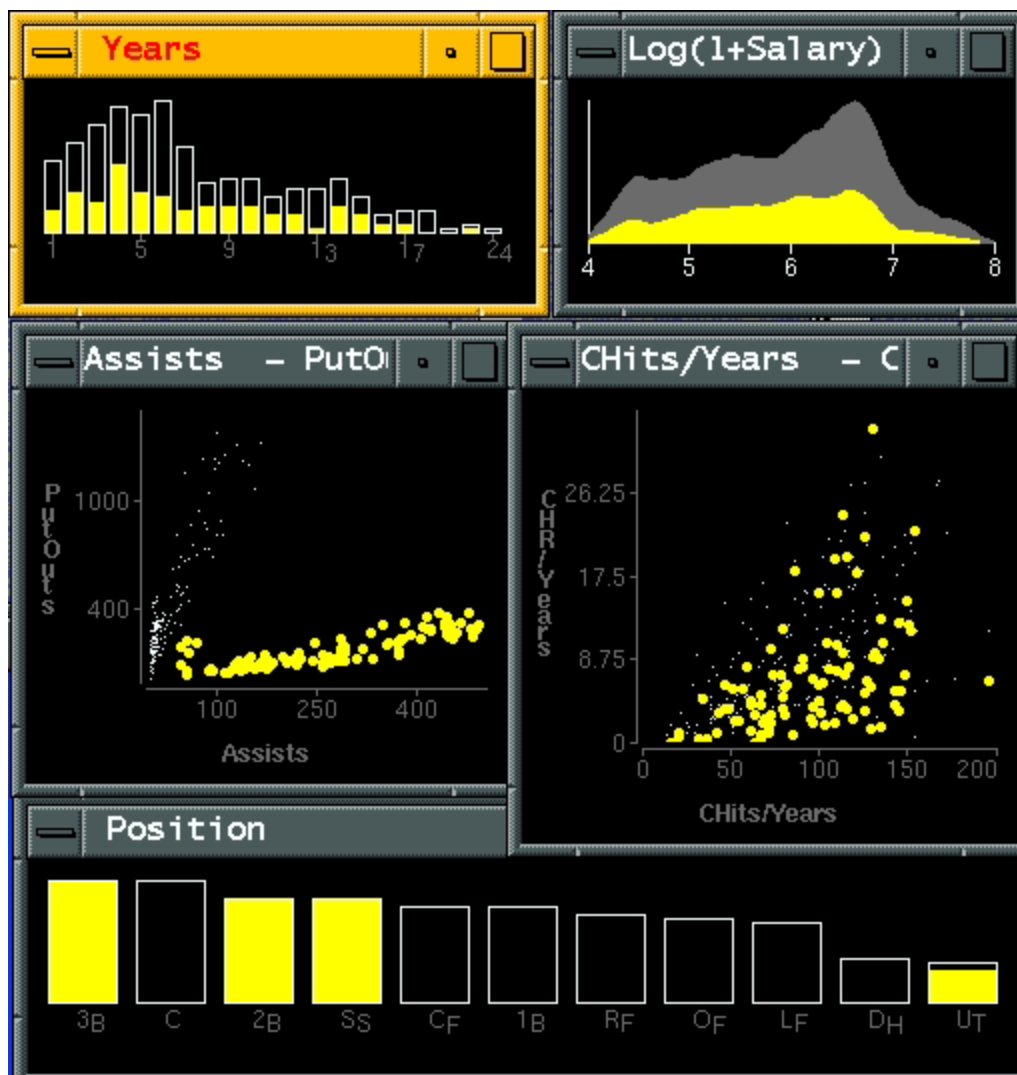 Years
1 5 9 13 17 24
Log(1+Salary)
4 5 6 7 8
Assists - PutO
PutOuts
1000
400
100 250 400
Assists
CHits/Years - C
CHR/Years
26.25
17.5
8.75
0
0 50 100 150 200
CHits/Years
Position
3B C 2B SS CF 1B RF OF LF DH UT